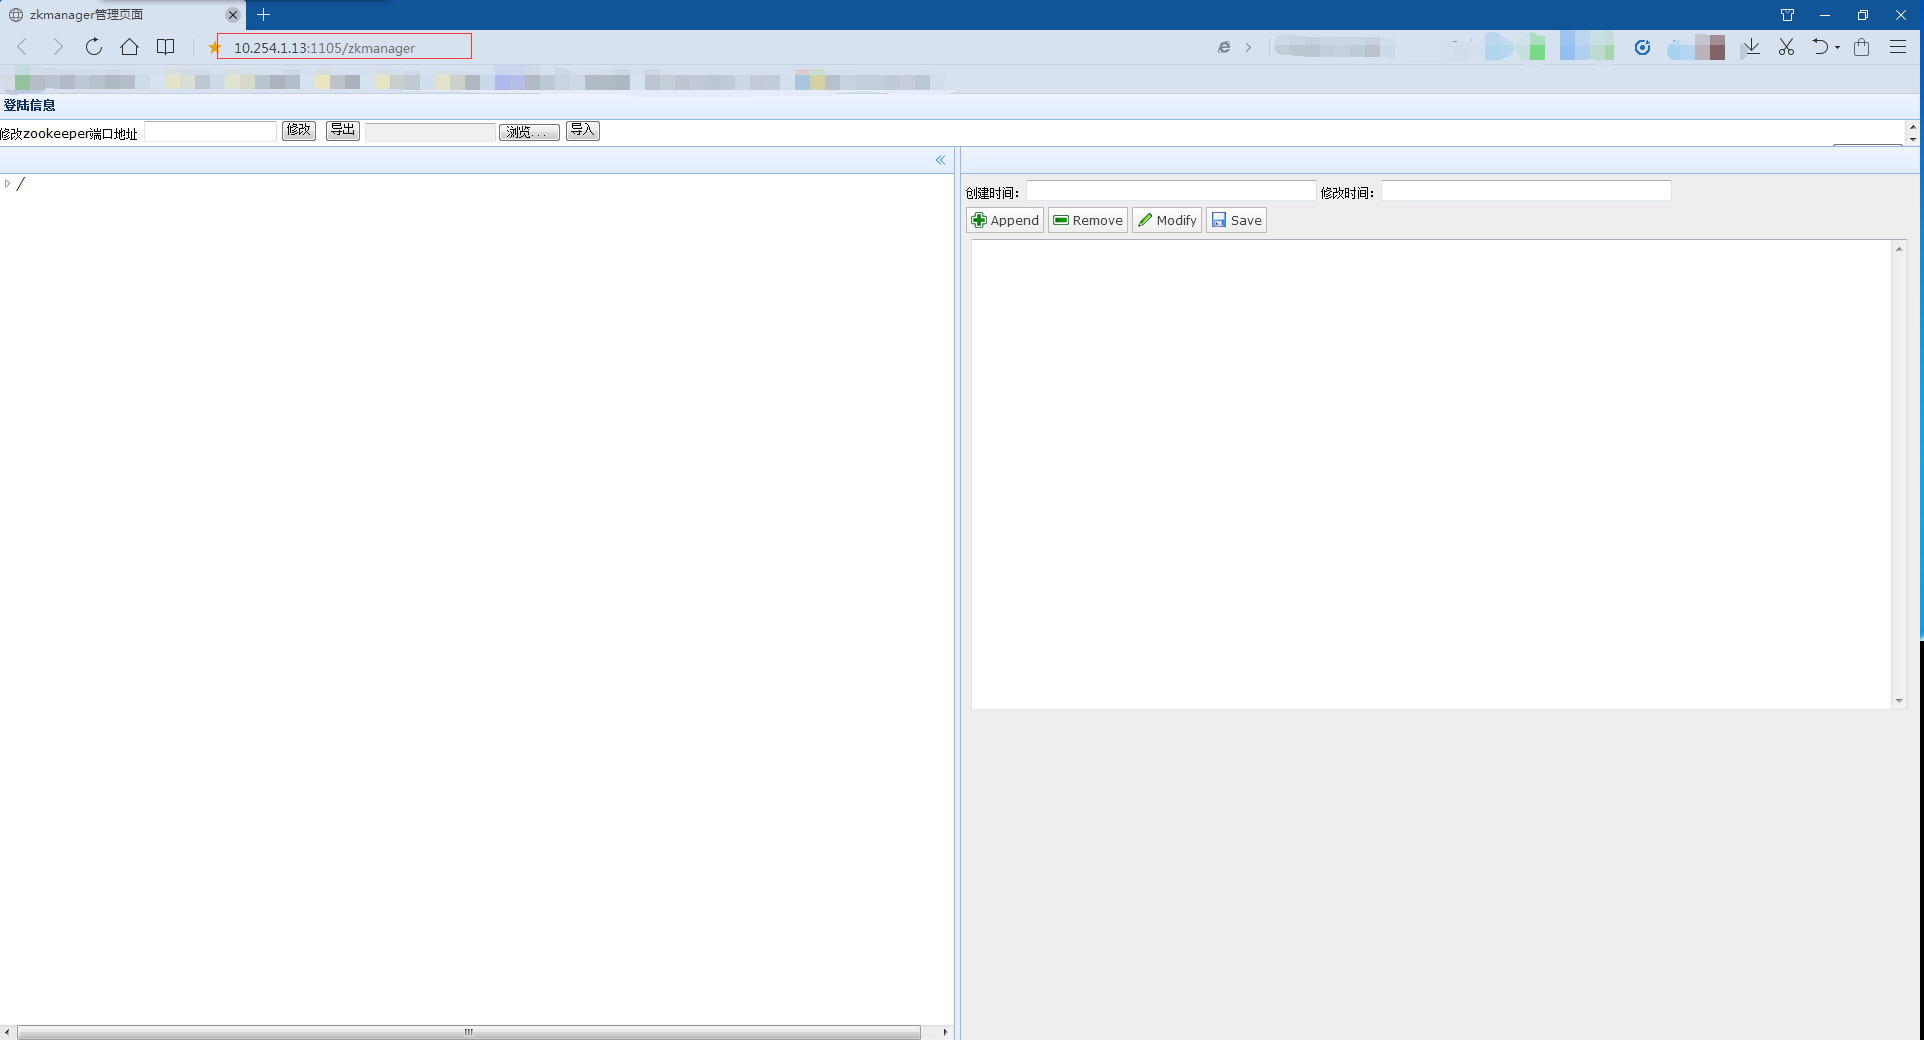 zkmanager管理页面
10.254.1.13:1105/zkmanager
登陆信息
修改zookeeper端口地址 修改 导出 浏览... 导入
/
创建时间： 修改时间：
Append Remove Modify Save